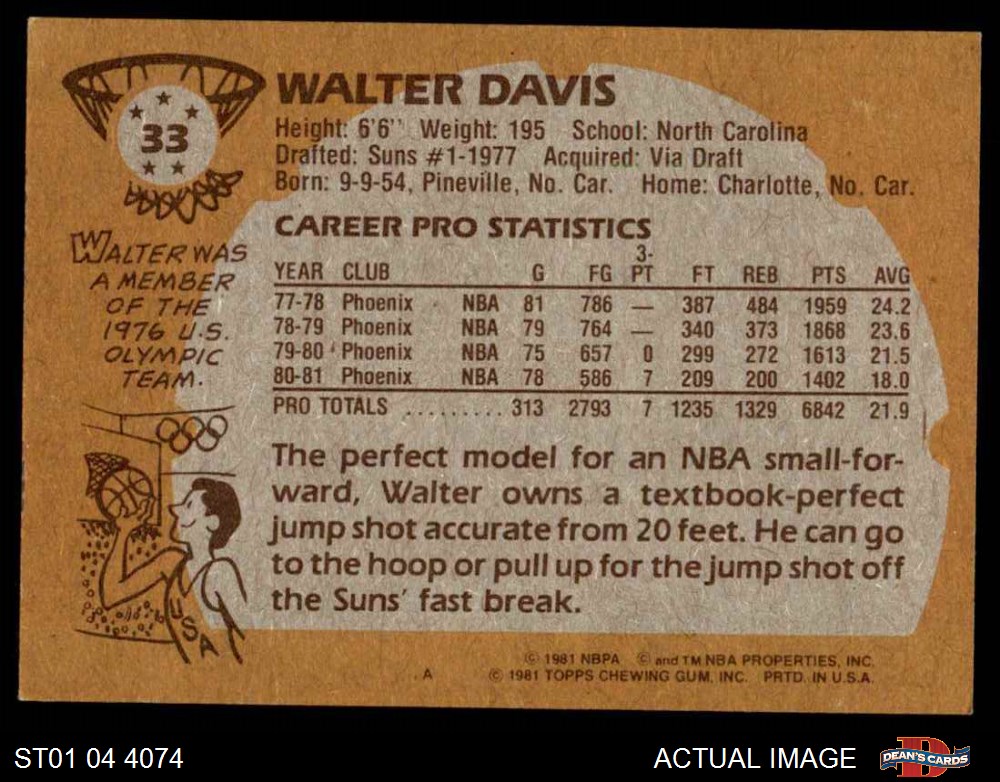 33
WALTER DAVIS
Height: 6'6" Weight: 195 School: North Carolina
Drafted: Suns #1-1977 Acquired: Via Draft
Born: 9-9-54, Pineville, No. Car. Home: Charlotte, No. Car.
WALTER WAS
A MEMBER
OF THE
1976 U.S.
OLYMPIC
TEAM.
USA
CAREER PRO STATISTICS
YEAR CLUB G FG 3-PT FT REB PTS AVG
77-78 Phoenix NBA 81 786 — 387 484 1959 24.2
78-79 Phoenix NBA 79 764 — 340 373 1868 23.6
79-80 Phoenix NBA 75 657 0 299 272 1613 21.5
80-81 Phoenix NBA 78 586 7 209 200 1402 18.0
PRO TOTALS ......... 313 2793 7 1235 1329 6842 21.9
The perfect model for an NBA small-for-
ward, Walter owns a textbook-perfect
jump shot accurate from 20 feet. He can go
to the hoop or pull up for the jump shot off
the Suns' fast break.
© 1981 NBPA © and TM NBA PROPERTIES, INC.
A © 1981 TOPPS CHEWING GUM, INC. PRTD. IN U.S.A.
ST01 04 4074 ACTUAL IMAGE D DEAN'S CARDS